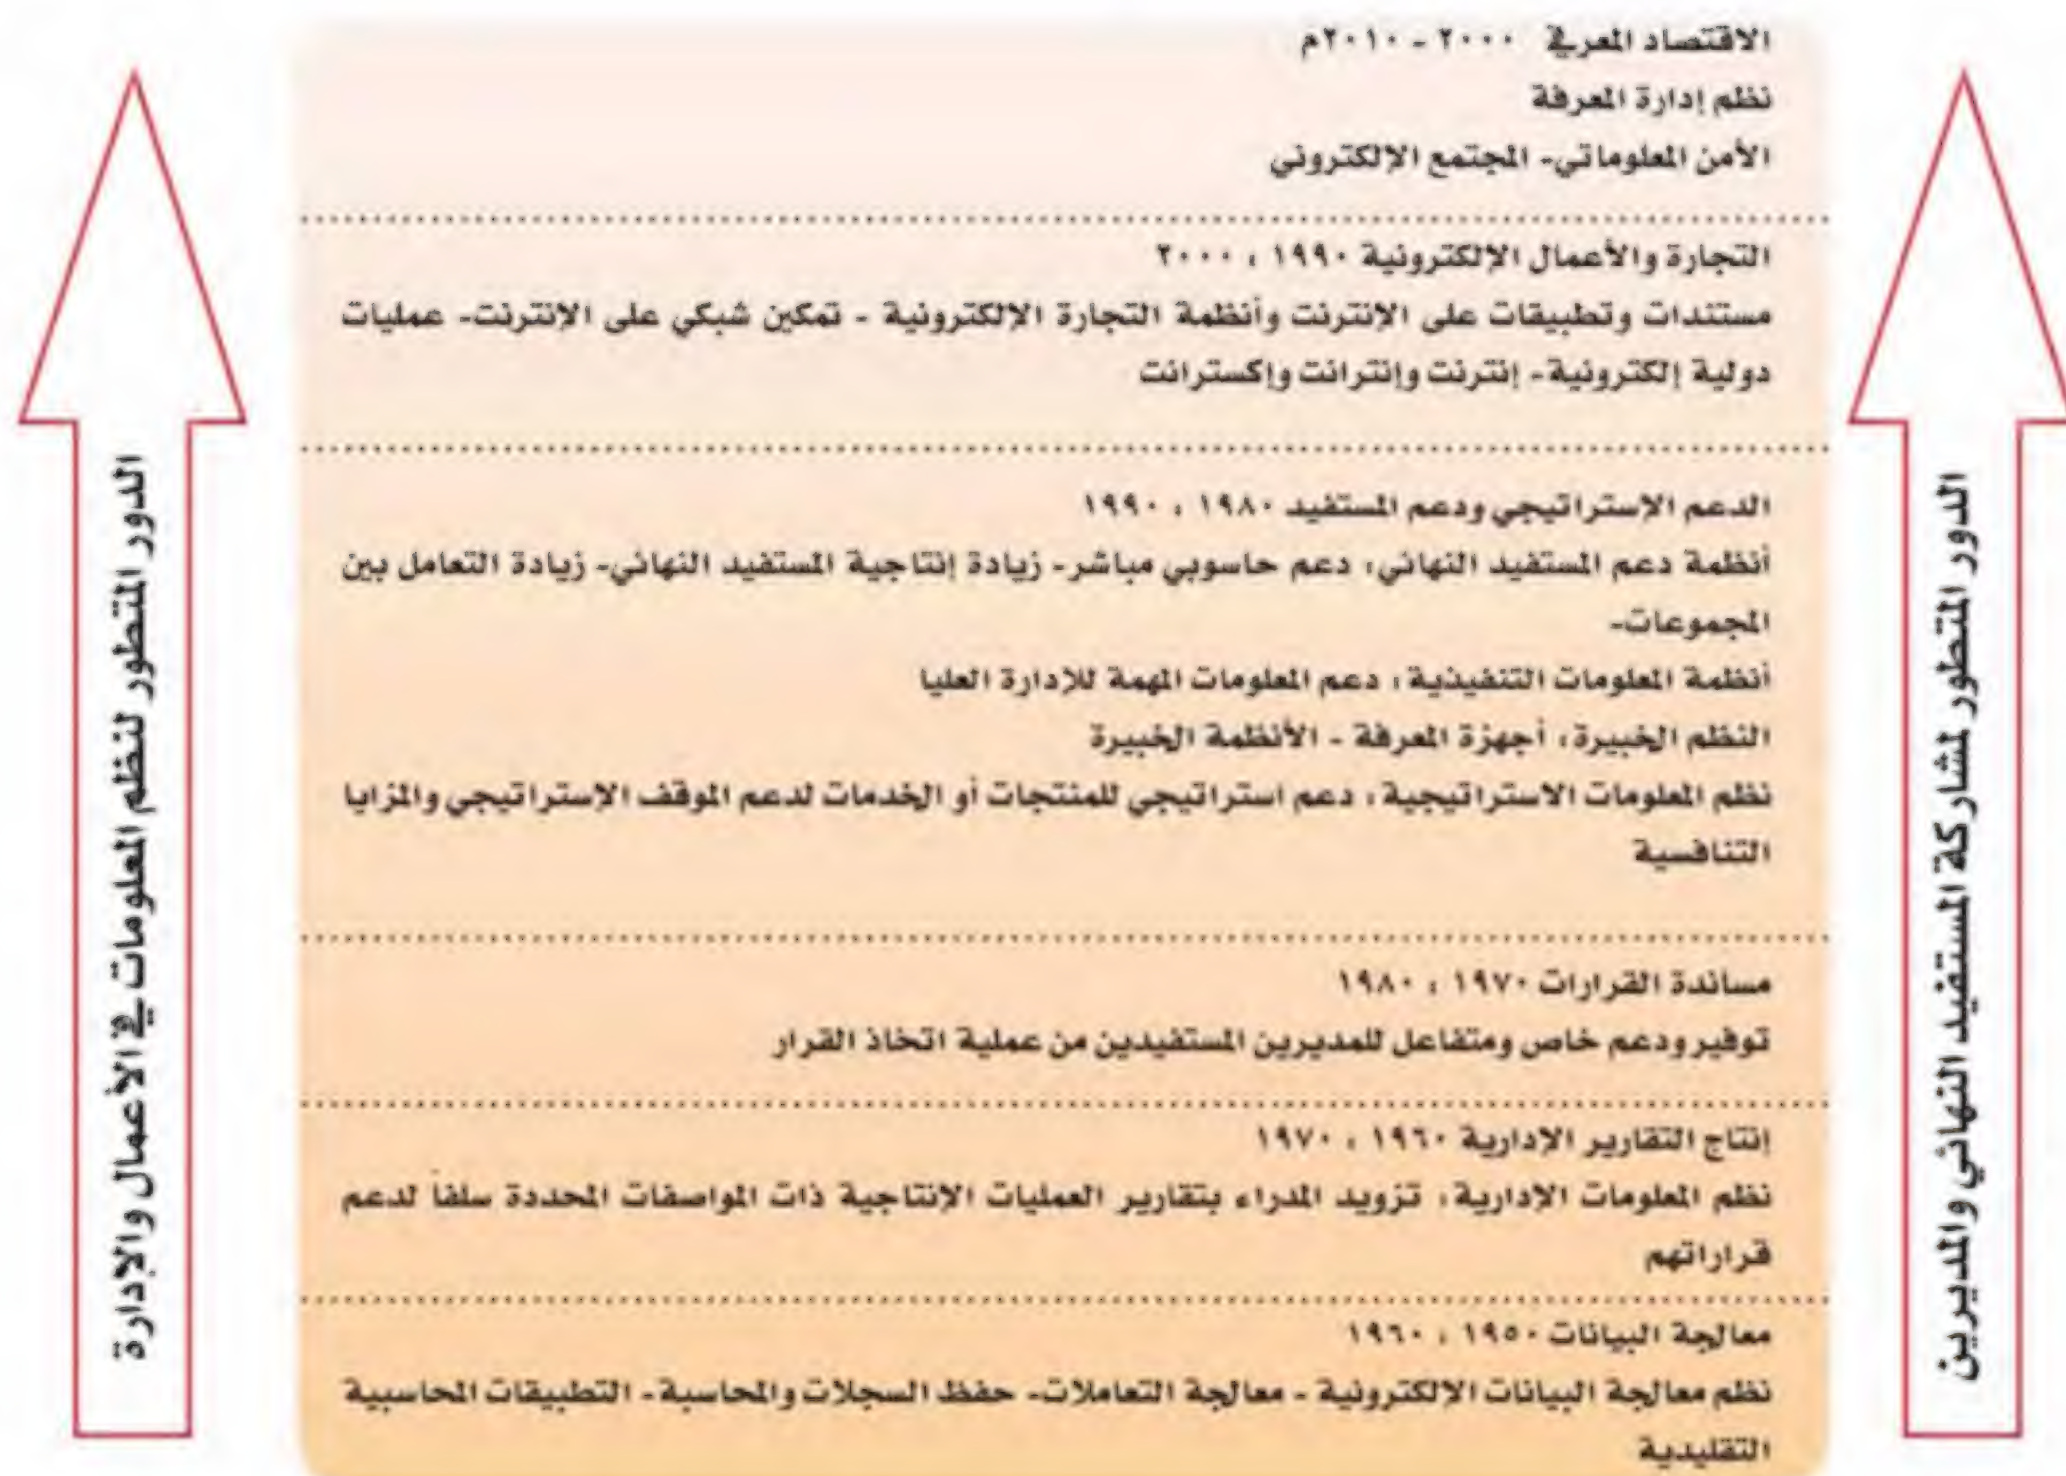 الاقتصاد المعرفي ٢٠٠٠ - ٢٠١٠م
نظم إدارة المعرفة
الأمن المعلوماتي- المجتمع الإلكتروني
التجارة والأعمال الإلكترونية ١٩٩٠ ، ٢٠٠٠
مستندات وتطبيقات على الانترنت وأنظمة التجارة الإلكترونية - تمكين شبكي على الإنترنت- عمليات
دولية إلكترونية- إنترنت وإنترانت وإكسترانت
الدعم الإستراتيجي ودعم المستفيد ١٩٨٠ ، ١٩٩٠
أنظمة دعم المستفيد النهائي، دعم حاسوبي مباشر- زيادة إنتاجية المستفيد النهائي- زيادة التعامل بين
المجموعات-
أنظمة المعلومات التنفيذية ، دعم المعلومات المهمة للإدارة العليا
النظم الخبيرة، أجهزة المعرفة - الأنظمة الخبيرة
نظم المعلومات الاستراتيجية ، دعم استراتيجي للمنتجات أو الخدمات لدعم الموقف الإستراتيجي والمزايا
التنافسية
مساندة القرارات ١٩٧٠ ، ١٩٨٠
توفير ودعم خاص ومتفاعل للمديرين المستفيدين من عملية اتخاذ القرار
إنتاج التقارير الإدارية ١٩٦٠ ، ١٩٧٠
نظم المعلومات الإدارية، تزويد المدراء بتقارير العمليات الإنتاجية ذات المواصفات المحددة سلفاً لدعم
قراراتهم
معالجة البيانات ١٩٥٠ ، ١٩٦٠
نظم معالجة البيانات الإلكترونية - معالجة التعاملات- حفظ السجلات والمحاسبة- التطبيقات المحاسبية
التقليدية
الدور المتطور لمشاركة المستفيد النهائي والمديرين
الدور المتطور لنظم المعلومات في الأعمال والإدارة